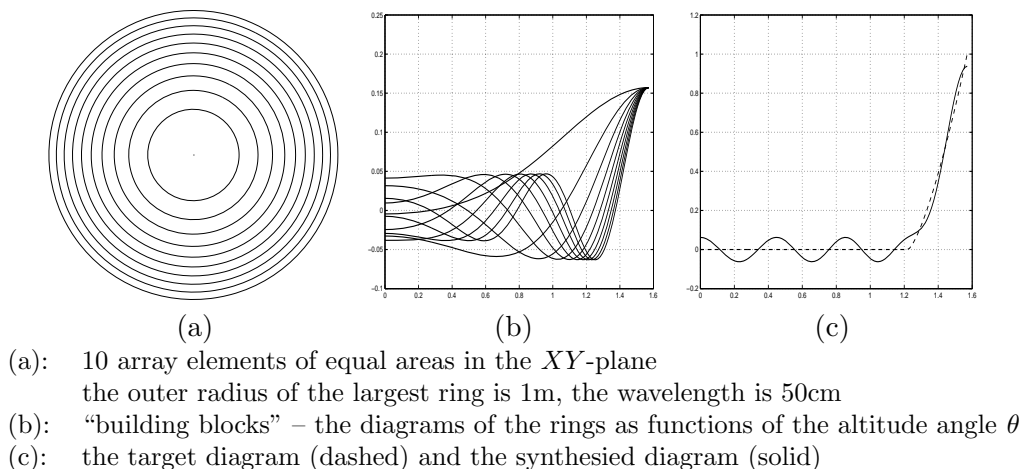 0.25
0.2
0.15
0.1
0.05
0
−0.05
−0.1
0 0.2 0.4 0.6 0.8 1 1.2 1.4 1.6
1.2
1
0.8
0.6
0.4
0.2
0
−0.2
0 0.2 0.4 0.6 0.8 1 1.2 1.4 1.6
(a) (b) (c)
(a): 10 array elements of equal areas in the XY-plane
the outer radius of the largest ring is 1m, the wavelength is 50cm
(b): “building blocks” – the diagrams of the rings as functions of the altitude angle θ
(c): the target diagram (dashed) and the synthesied diagram (solid)